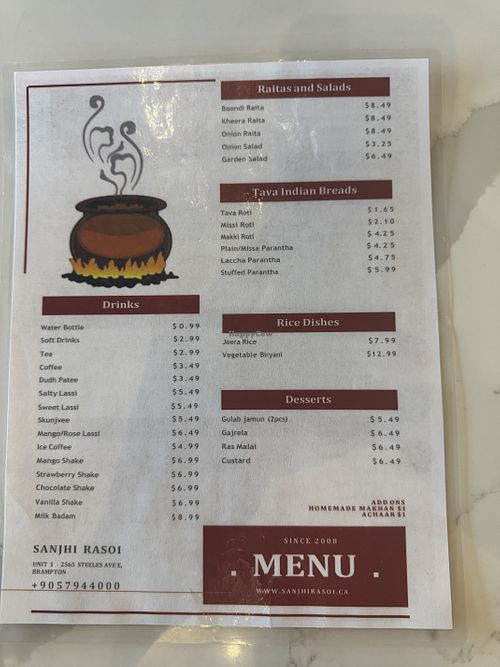 Raitas and Salads
Boondi Raita $8.49
Kheera Raita $8.49
Onion Raita $8.49
Onion Salad $3.25
Garden Salad $6.49
Tava Indian Breads
Tava Roti $1.65
Missi Roti $2.10
Makki Roti $4.25
Plain/Missa Parantha $4.25
Laccha Parantha $4.75
Stuffed Parantha $5.99
Drinks
Water Bottle $0.99
Soft Drinks $2.99
Tea $2.99
Coffee $3.49
Dudh Patee $3.49
Salty Lassi $5.49
Sweet Lassi $5.49
Skunjvee $5.49
Mango/Rose Lassi $6.49
Ice Coffee $4.99
Mango Shake $6.99
Strawberry Shake $6.99
Chocolate Shake $6.99
Vanilla Shake $6.99
Milk Badam $8.99
Rice Dishes
HappyCow
Jeera Rice $7.99
Vegetable Biryani $12.99
Desserts
Gulab Jamun (2pcs) $5.49
Gajrela $6.49
Ras Malai $6.49
Custard $6.49
ADD ONS
HOMEMADE MAKHAN $1
ACHAAR $1
SANJHI RASOI
UNIT 1 - 2565 STEELES AVE E,
BRAMPTON
+9057944000
SINCE 2008
. MENU .
WWW.SANJHIRASOI.CA